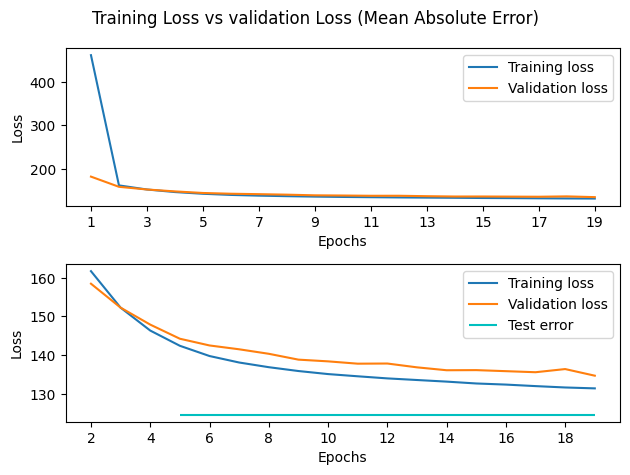 Training Loss vs validation Loss (Mean Absolute Error)
400
300
200
Loss
Training loss
Validation loss
1 3 5 7 9 11 13 15 17 19
Epochs
160
150
140
130
Loss
Training loss
Validation loss
Test error
2 4 6 8 10 12 14 16 18
Epochs